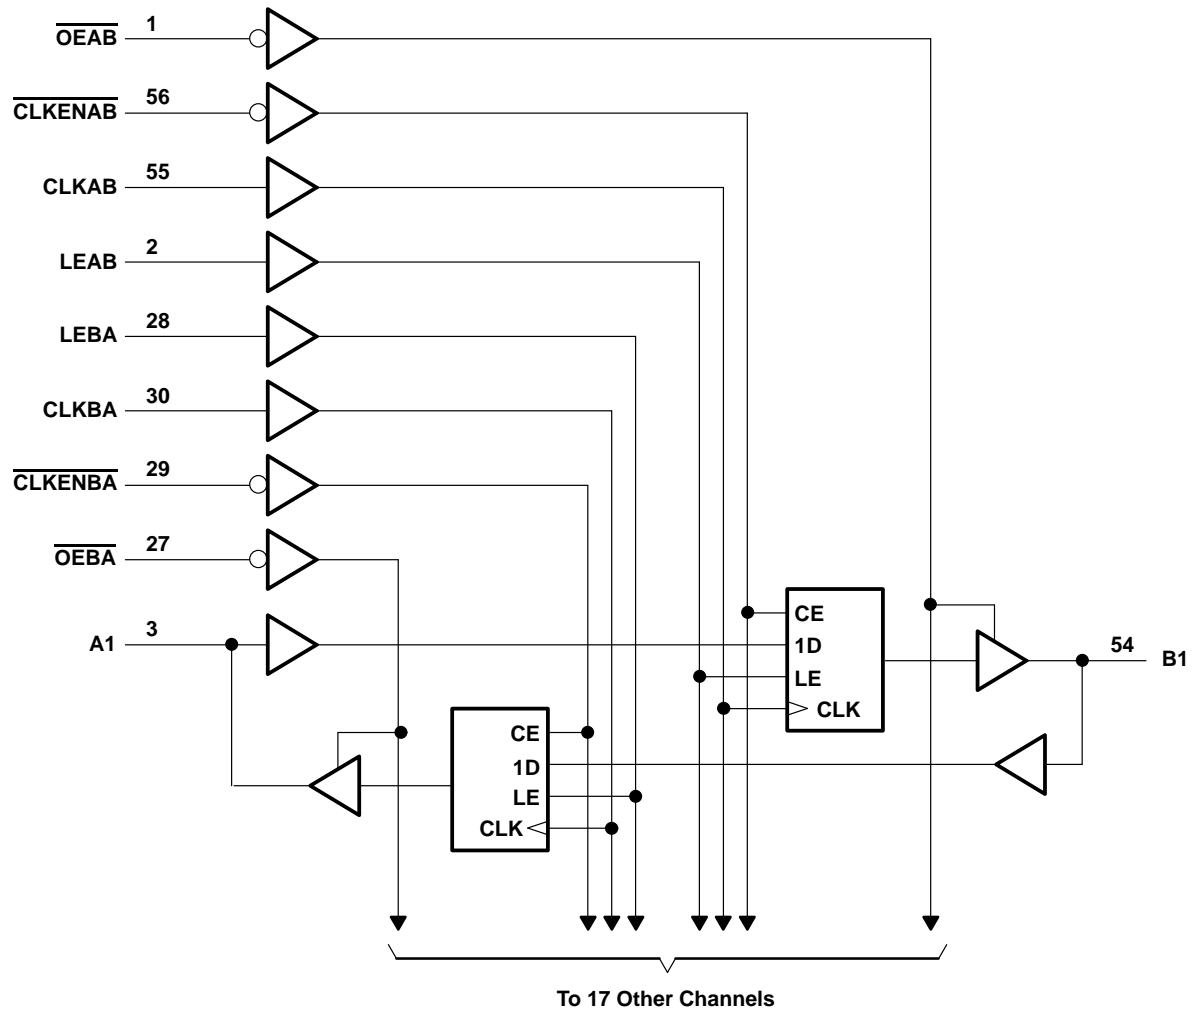 OEAB 1
CLKENAB 56
CLKAB 55
LEAB 2
LEBA 28
CLKBA 30
CLKENBA 29
OEBA 27
A1 3
CE
1D
LE
CLK
54 B1
CE
1D
LE
CLK
To 17 Other Channels